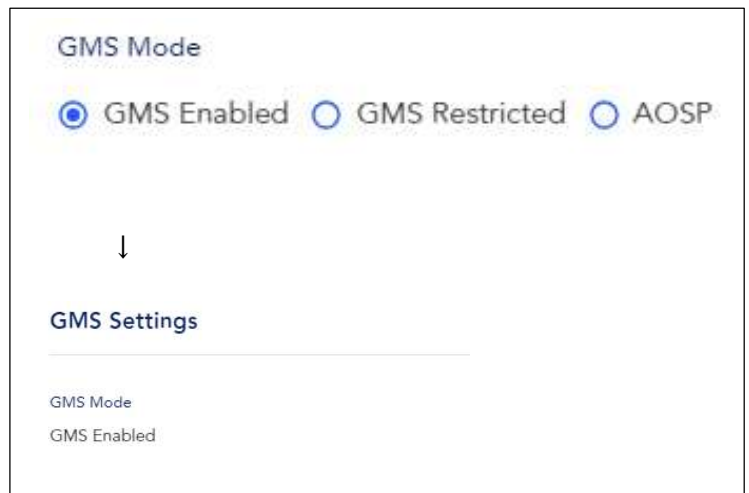 GMS Mode
GMS Enabled GMS Restricted AOSP
↓
GMS Settings
GMS Mode
GMS Enabled